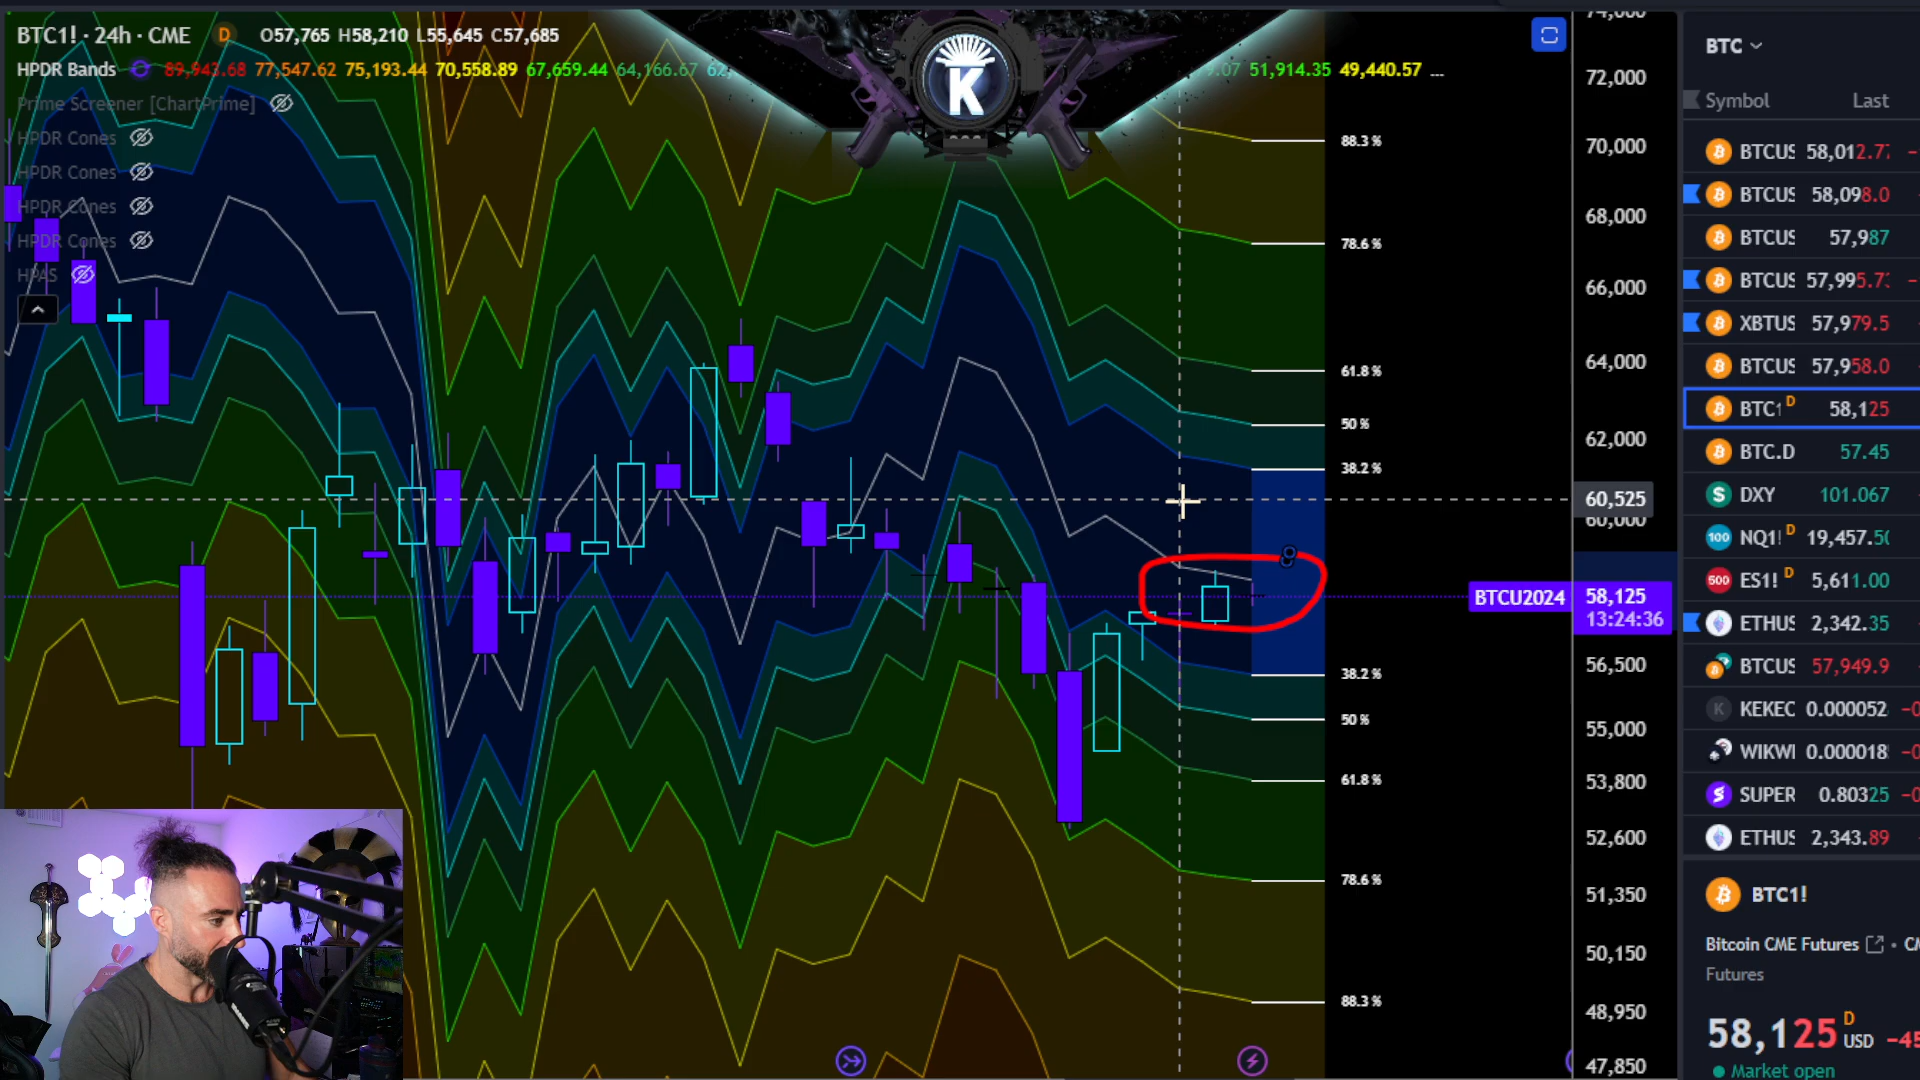 BTC1! · 24h · CME D O57,765 H58,210 L55,645 C57,685
HPDR Bands 89,943.68 77,547.62 75,193.44 70,558.89 67,659.44 64,166.67 51,914.35 49,440.57 ...
Prime Screener [ChartPrime]
HPDR Cones
HPDR Cones
HPDR Cones
HPDR Cones
HPAS
K
88.3 %
78.6 %
61.8 %
50 %
38.2 %
38.2 %
50 %
61.8 %
78.6 %
88.3 %
74,000
72,000
70,000
68,000
66,000
64,000
62,000
60,525
60,000
BTCU2024 58,125
13:24:36
56,500
55,000
53,800
52,600
51,350
50,150
48,950
47,850
BTC
Symbol Last
BTCUS 58,012.7
BTCUS 58,098.0
BTCUS 57,987
BTCUS 57,995.7
XBTUS 57,979.5
BTCUS 57,958.0
BTC1 D 58,125
BTC.D 57.45
$ DXY 101.067
100 NQ1! D 19,457.50
500 ES1! D 5,611.00
ETHUS 2,342.35
BTCUS 57,949.9
K KEKEC 0.000052
WIKWI 0.000018
SUPER 0.80325
ETHUS 2,343.89
BTC1!
Bitcoin CME Futures
Futures
58,125 D USD
Market open